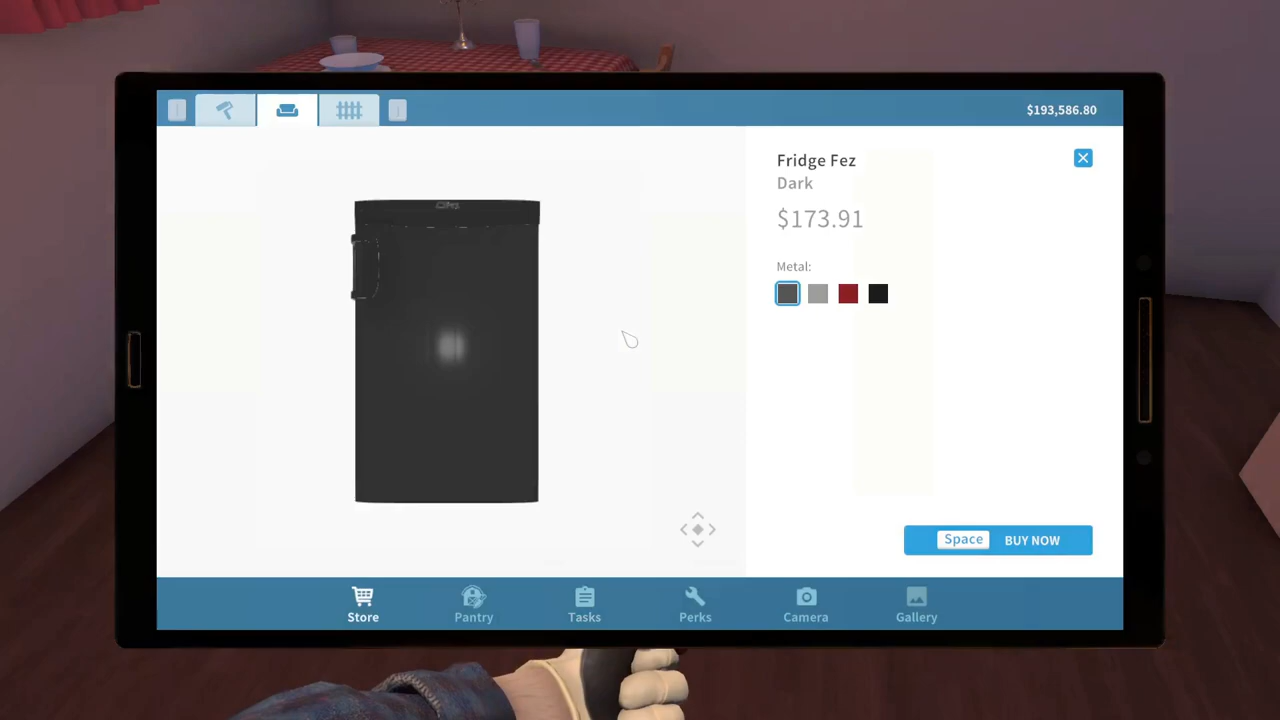 $193,586.80
Fridge Fez
Dark
$173.91
Metal:
Space BUY NOW
Store Pantry Tasks Perks Camera Gallery